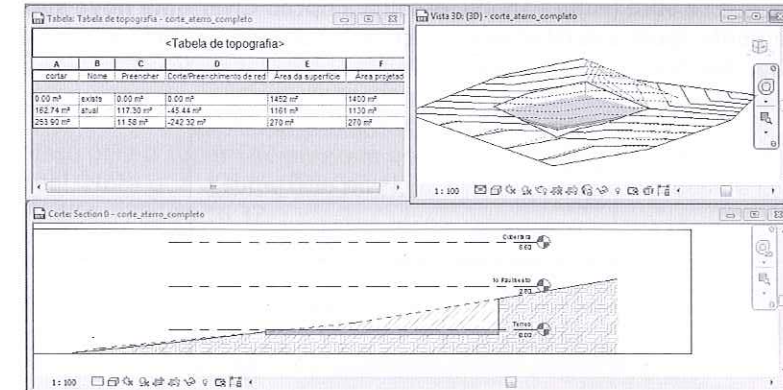 Tabela: Tabela de topografia - corte_aterro_completo
<Tabela de topografia>
A B C D E F
cortar Nome Preencher Corte/Preenchimento de red Área da superfície Área projetad
0.00 m³ existe 0.00 m³ 0.00 m³ 1452 m² 1400 m²
162.74 m³ atual 117.30 m³ -45.44 m³ 1161 m² 1130 m²
253.90 m³ 11.58 m³ -242.32 m³ 270 m² 270 m²
Vista 3D: {3D} - corte_aterro_completo
1 : 100
Corte: Section 0 - corte_aterro_completo
Cobertura
1o Pavimento
Terreo
0.00
1 : 100